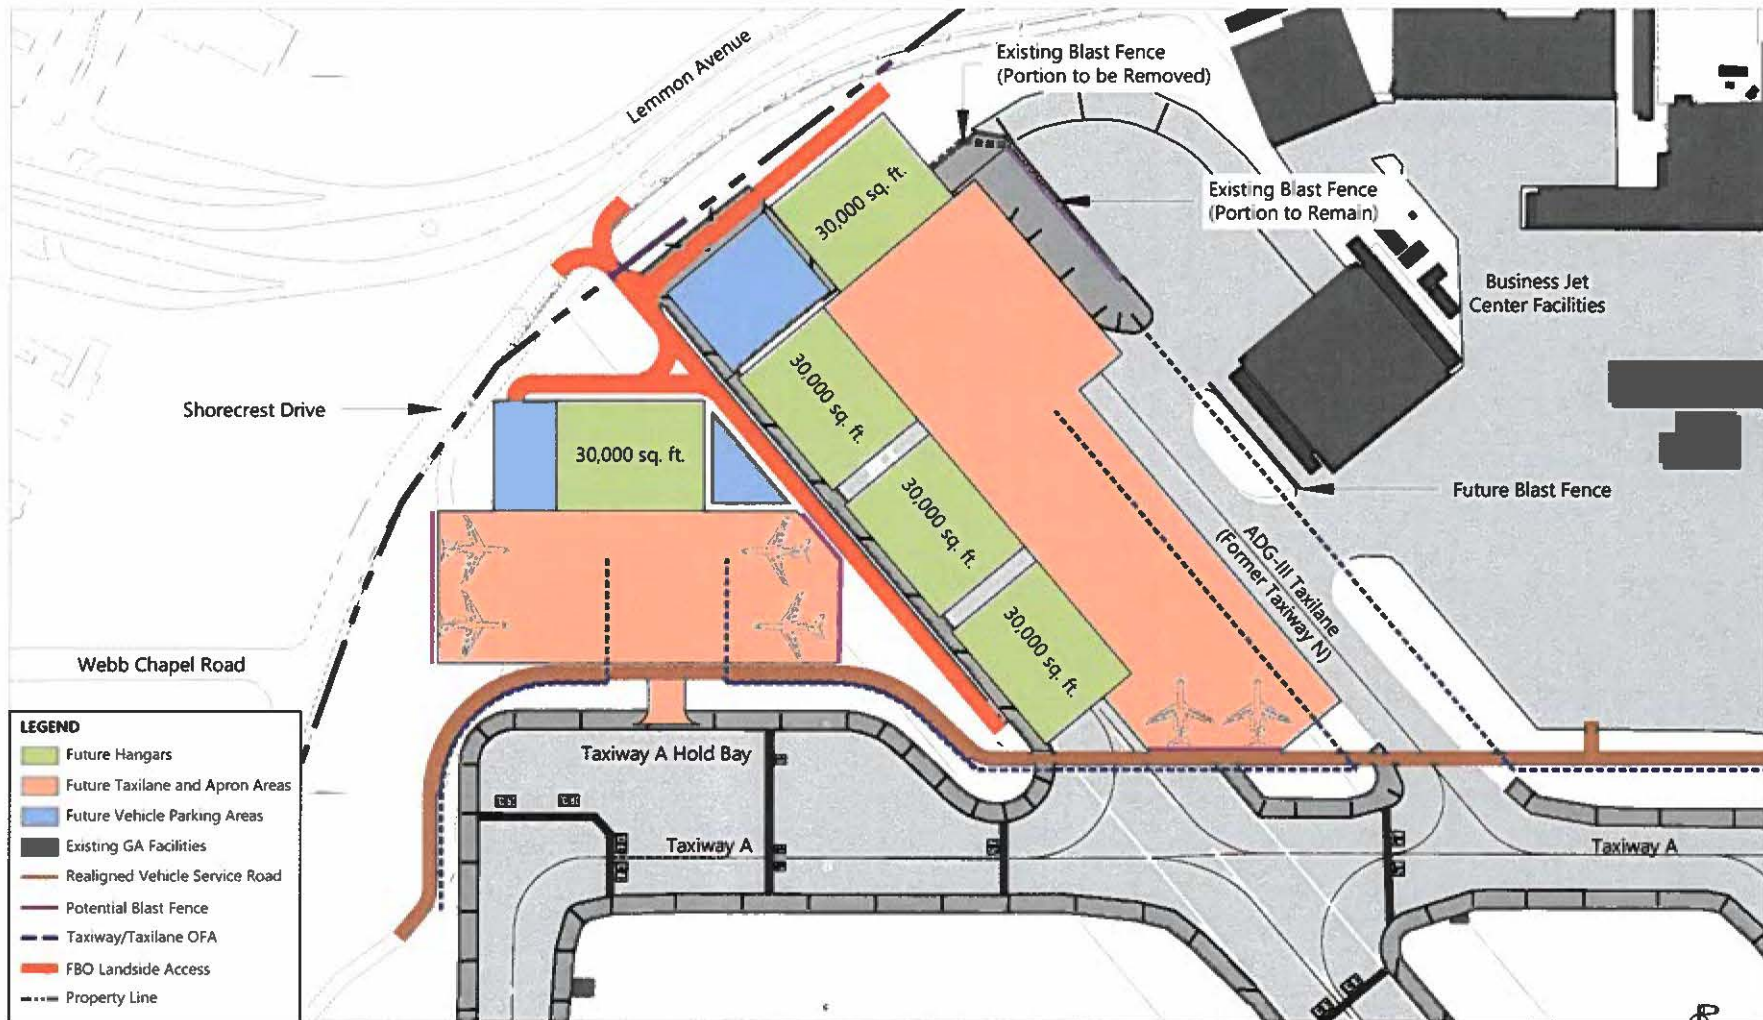 Lemmon Avenue
Existing Blast Fence
(Portion to be Removed)
30,000 sq. ft.
Existing Blast Fence
(Portion to Remain)
Business Jet
Center Facilities
30,000 sq. ft.
Shorecrest Drive
30,000 sq. ft.
30,000 sq. ft.
Future Blast Fence
ADG-III Taxilane
(Former Taxiway N)
30,000 sq. ft.
Webb Chapel Road
LEGEND
Future Hangars
Future Taxilane and Apron Areas
Future Vehicle Parking Areas
Existing GA Facilities
Realigned Vehicle Service Road
Potential Blast Fence
Taxiway/Taxilane OFA
FBO Landside Access
Property Line
Taxiway A Hold Bay
Taxiway A
Taxiway A